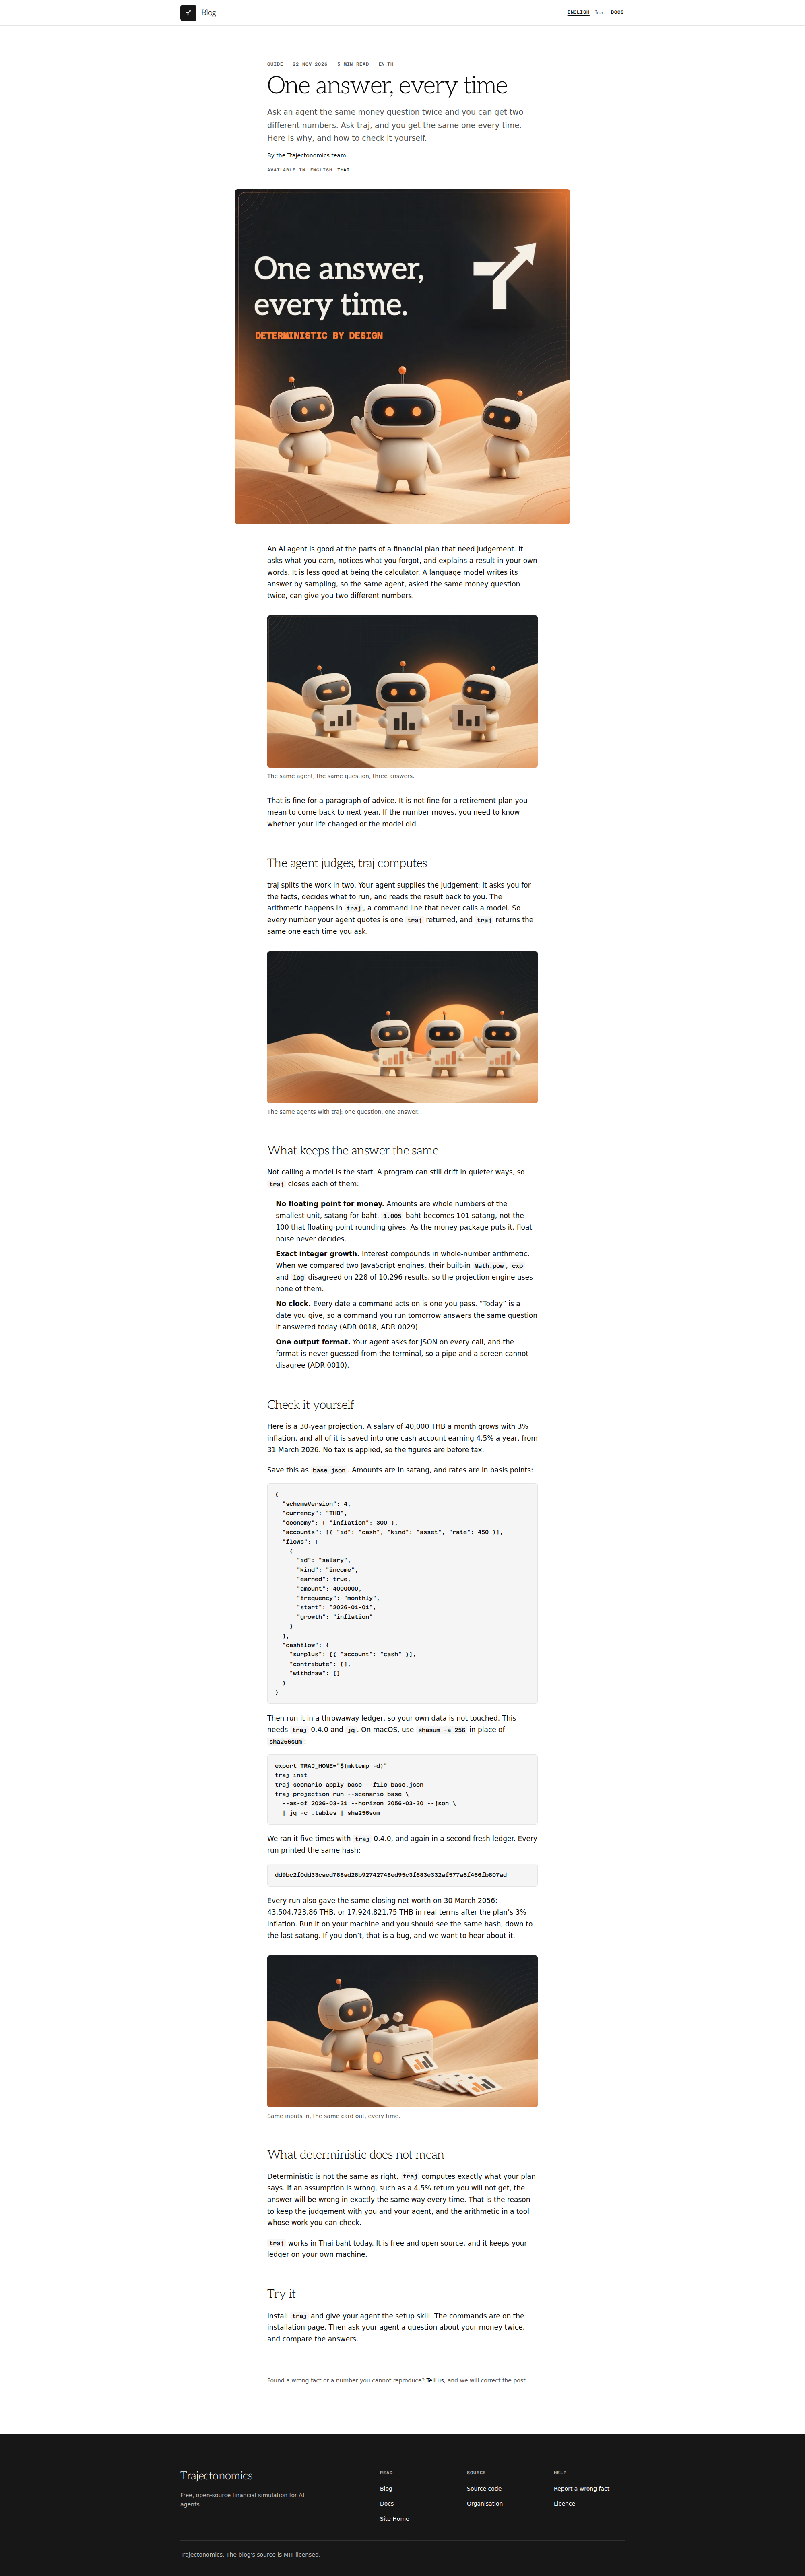 Blog
ENGLISH
ไทย
DOCS
GUIDE · 22 NOV 2026 · 5 MIN READ · EN TH
One answer, every time
Ask an agent the same money question twice and you can get two
different numbers. Ask traj, and you get the same one every time.
Here is why, and how to check it yourself.
By the Trajectonomics team
AVAILABLE IN ENGLISH THAI
One answer,
every time.
DETERMINISTIC BY DESIGN
An AI agent is good at the parts of a financial plan that need judgement. It
asks what you earn, notices what you forgot, and explains a result in your own
words. It is less good at being the calculator. A language model writes its
answer by sampling, so the same agent, asked the same money question
twice, can give you two different numbers.
The same agent, the same question, three answers.
That is fine for a paragraph of advice. It is not fine for a retirement plan you
mean to come back to next year. If the number moves, you need to know
whether your life changed or the model did.
The agent judges, traj computes
traj splits the work in two. Your agent supplies the judgement: it asks you for
the facts, decides what to run, and reads the result back to you. The
arithmetic happens in traj, a command line that never calls a model. So
every number your agent quotes is one traj returned, and traj returns the
same one each time you ask.
The same agents with traj: one question, one answer.
What keeps the answer the same
Not calling a model is the start. A program can still drift in quieter ways, so
traj closes each of them:
No floating point for money. Amounts are whole numbers of the
smallest unit, satang for baht. 1.005 baht becomes 101 satang, not the
100 that floating-point rounding gives. As the money package puts it, float
noise never decides.
Exact integer growth. Interest compounds in whole-number arithmetic.
When we compared two JavaScript engines, their built-in Math.pow, exp
and log disagreed on 228 of 10,296 results, so the projection engine uses
none of them.
No clock. Every date a command acts on is one you pass. “Today” is a
date you give, so a command you run tomorrow answers the same question
it answered today (ADR 0018, ADR 0029).
One output format. Your agent asks for JSON on every call, and the
format is never guessed from the terminal, so a pipe and a screen cannot
disagree (ADR 0010).
Check it yourself
Here is a 30-year projection. A salary of 40,000 THB a month grows with 3%
inflation, and all of it is saved into one cash account earning 4.5% a year, from
31 March 2026. No tax is applied, so the figures are before tax.
Save this as base.json. Amounts are in satang, and rates are in basis points:
{
"schemaVersion": 4,
"currency": "THB",
"economy": { "inflation": 300 },
"accounts": [{ "id": "cash", "kind": "asset", "rate": 450 }],
"flows": [
{
"id": "salary",
"kind": "income",
"earned": true,
"amount": 4000000,
"frequency": "monthly",
"start": "2026-01-01",
"growth": "inflation"
}
],
"cashflow": {
"surplus": [{ "account": "cash" }],
"contribute": [],
"withdraw": []
}
}
Then run it in a throwaway ledger, so your own data is not touched. This
needs traj 0.4.0 and jq. On macOS, use shasum -a 256 in place of
sha256sum:
export TRAJ_HOME="$(mktemp -d)"
traj init
traj scenario apply base --file base.json
traj projection run --scenario base \
--as-of 2026-03-31 --horizon 2056-03-30 --json \
| jq -c .tables | sha256sum
We ran it five times with traj 0.4.0, and again in a second fresh ledger. Every
run printed the same hash:
dd9bc2f0dd33caed788ad28b92742748ed95c3f683e332af577a6f466fb807ad
Every run also gave the same closing net worth on 30 March 2056:
43,504,723.86 THB, or 17,924,821.75 THB in real terms after the plan’s 3%
inflation. Run it on your machine and you should see the same hash, down to
the last satang. If you don’t, that is a bug, and we want to hear about it.
Same inputs in, the same card out, every time.
What deterministic does not mean
Deterministic is not the same as right. traj computes exactly what your plan
says. If an assumption is wrong, such as a 4.5% return you will not get, the
answer will be wrong in exactly the same way every time. That is the reason
to keep the judgement with you and your agent, and the arithmetic in a tool
whose work you can check.
traj works in Thai baht today. It is free and open source, and it keeps your
ledger on your own machine.
Try it
Install traj and give your agent the setup skill. The commands are on the
installation page. Then ask your agent a question about your money twice,
and compare the answers.
Found a wrong fact or a number you cannot reproduce? Tell us, and we will correct the post.
Trajectonomics
Free, open-source financial simulation for AI
agents.
READ
Blog
Docs
Site Home
SOURCE
Source code
Organisation
HELP
Report a wrong fact
Licence
Trajectonomics. The blog's source is MIT licensed.